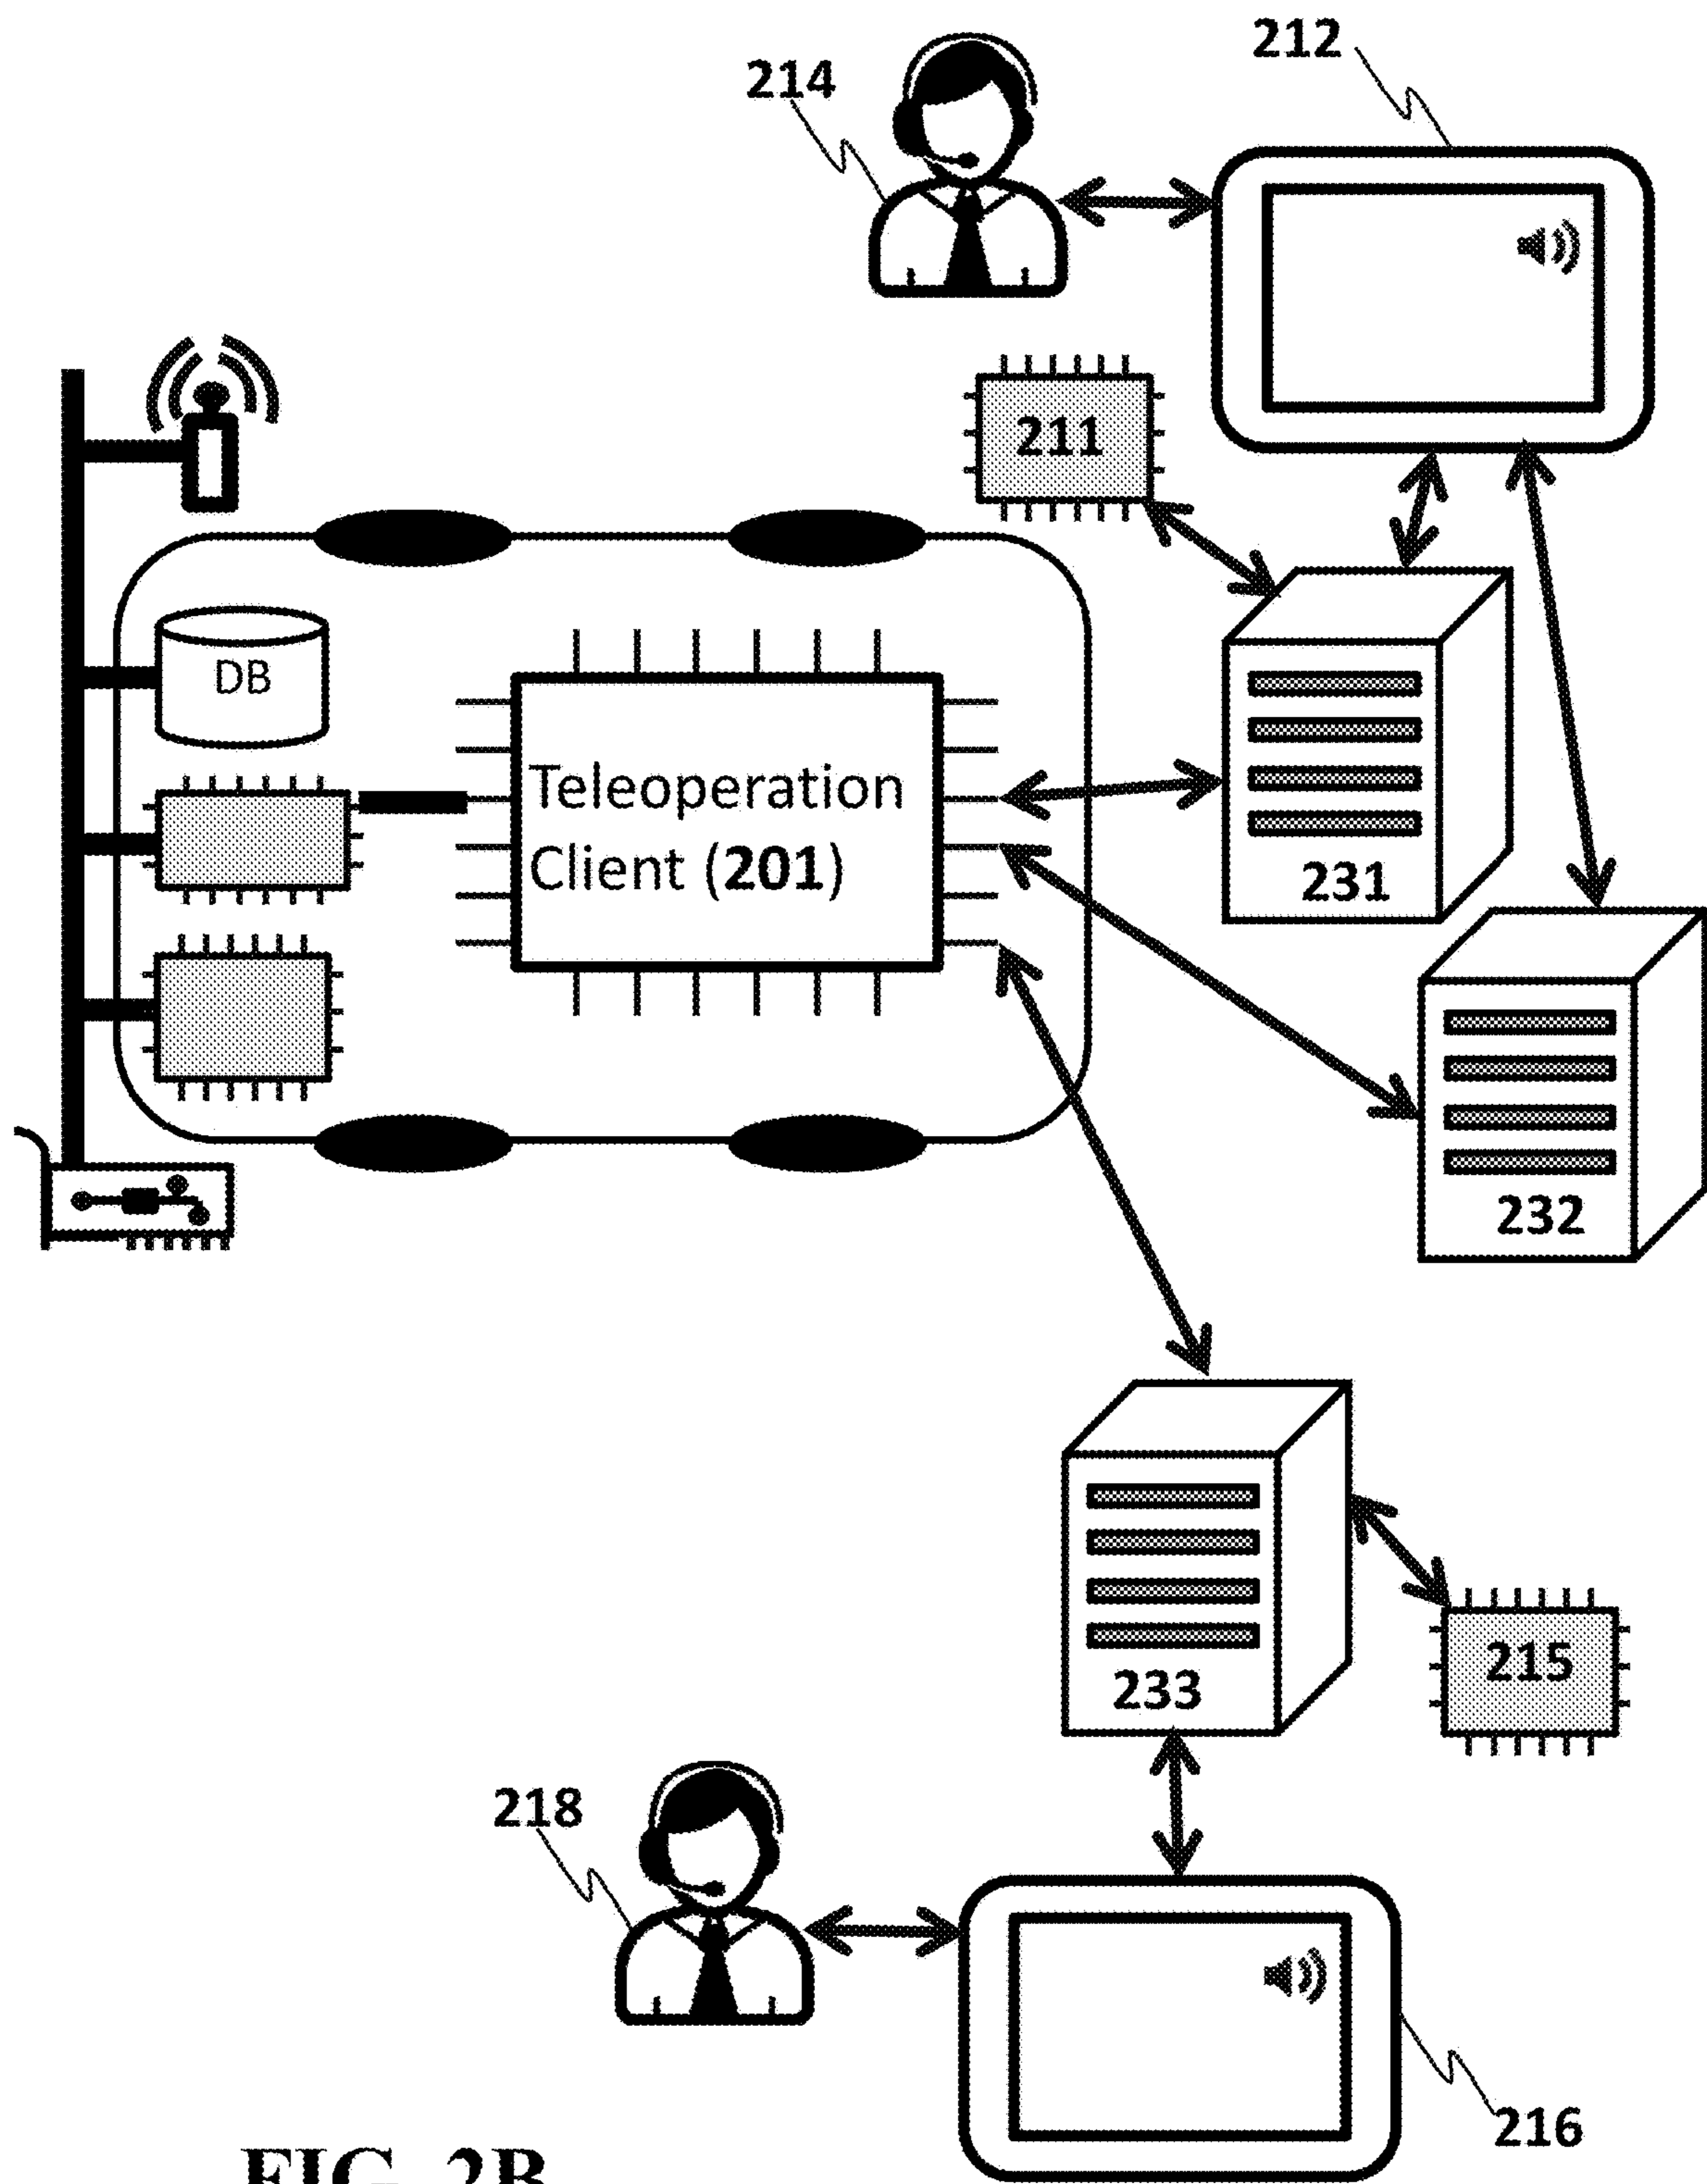 212
214
211
DB
Teleoperation
Client (201)
231
232
233
215
218
216
FIG. 2B